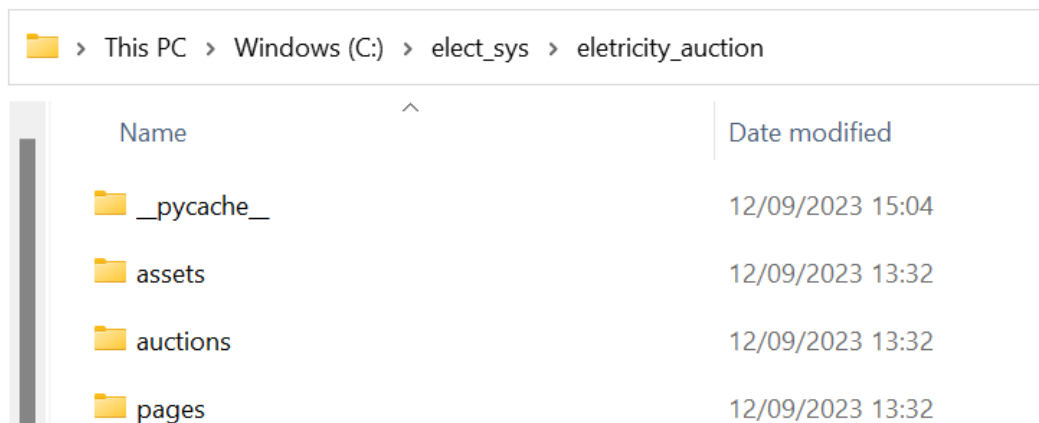 This PC > Windows (C:) > elect_sys > eletricity_auction
Name Date modified
__pycache__ 12/09/2023 15:04
assets 12/09/2023 13:32
auctions 12/09/2023 13:32
pages 12/09/2023 13:32